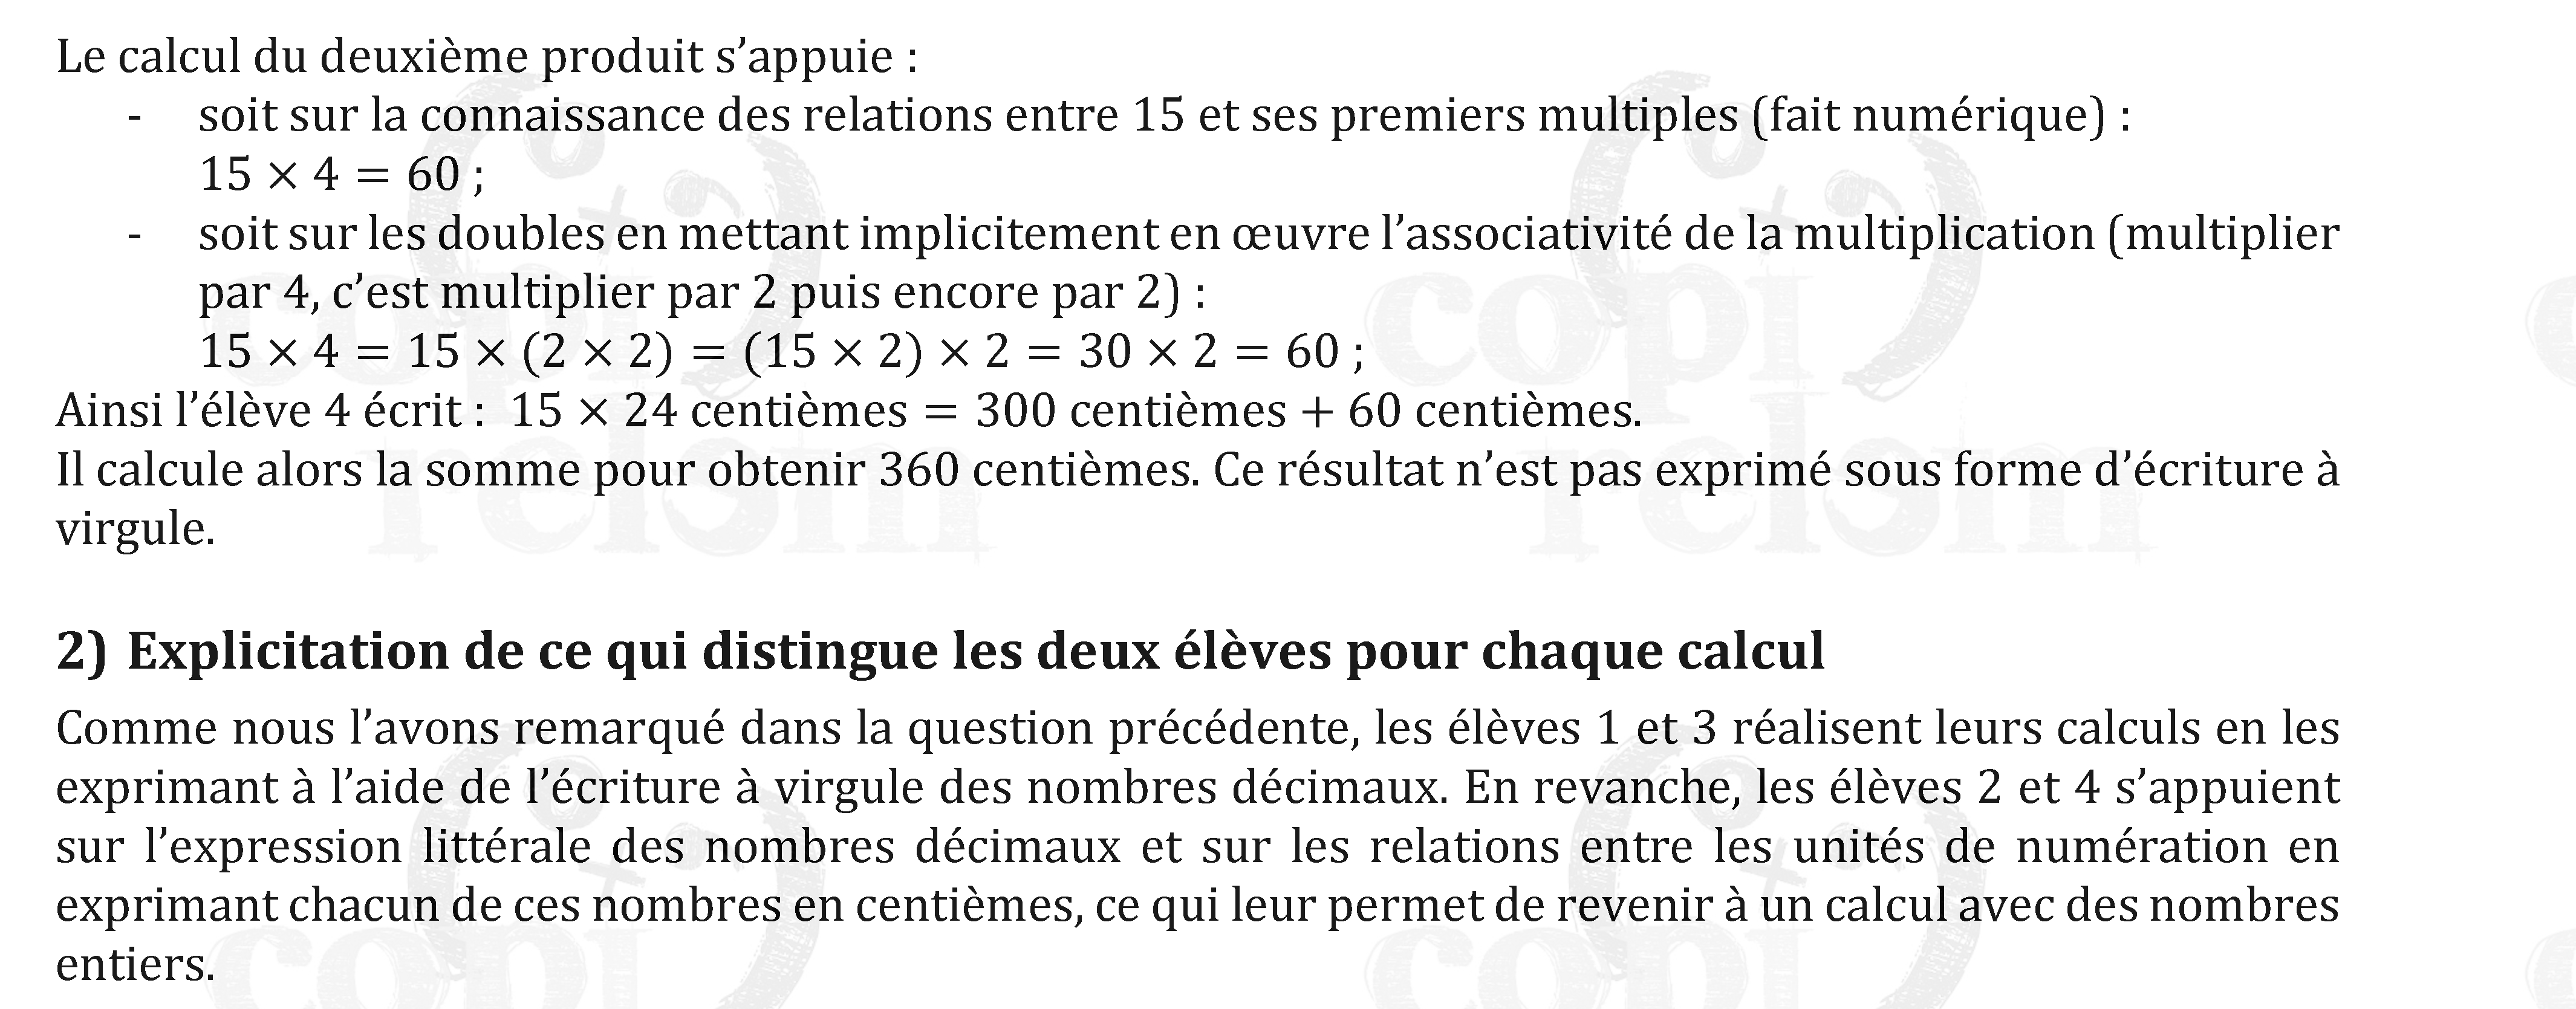 Le calcul du deuxième produit s’appuie :
- soit sur la connaissance des relations entre 15 et ses premiers multiples (fait numérique) :
15 × 4 = 60 ;
- soit sur les doubles en mettant implicitement en œuvre l’associativité de la multiplication (multiplier
par 4, c’est multiplier par 2 puis encore par 2) :
15 × 4 = 15 × (2 × 2) = (15 × 2) × 2 = 30 × 2 = 60 ;
Ainsi l’élève 4 écrit : 15 × 24 centièmes = 300 centièmes + 60 centièmes.
Il calcule alors la somme pour obtenir 360 centièmes. Ce résultat n’est pas exprimé sous forme d’écriture à
virgule.
2) Explicitation de ce qui distingue les deux élèves pour chaque calcul
Comme nous l’avons remarqué dans la question précédente, les élèves 1 et 3 réalisent leurs calculs en les
exprimant à l’aide de l’écriture à virgule des nombres décimaux. En revanche, les élèves 2 et 4 s’appuient
sur l’expression littérale des nombres décimaux et sur les relations entre les unités de numération en
exprimant chacun de ces nombres en centièmes, ce qui leur permet de revenir à un calcul avec des nombres
entiers.